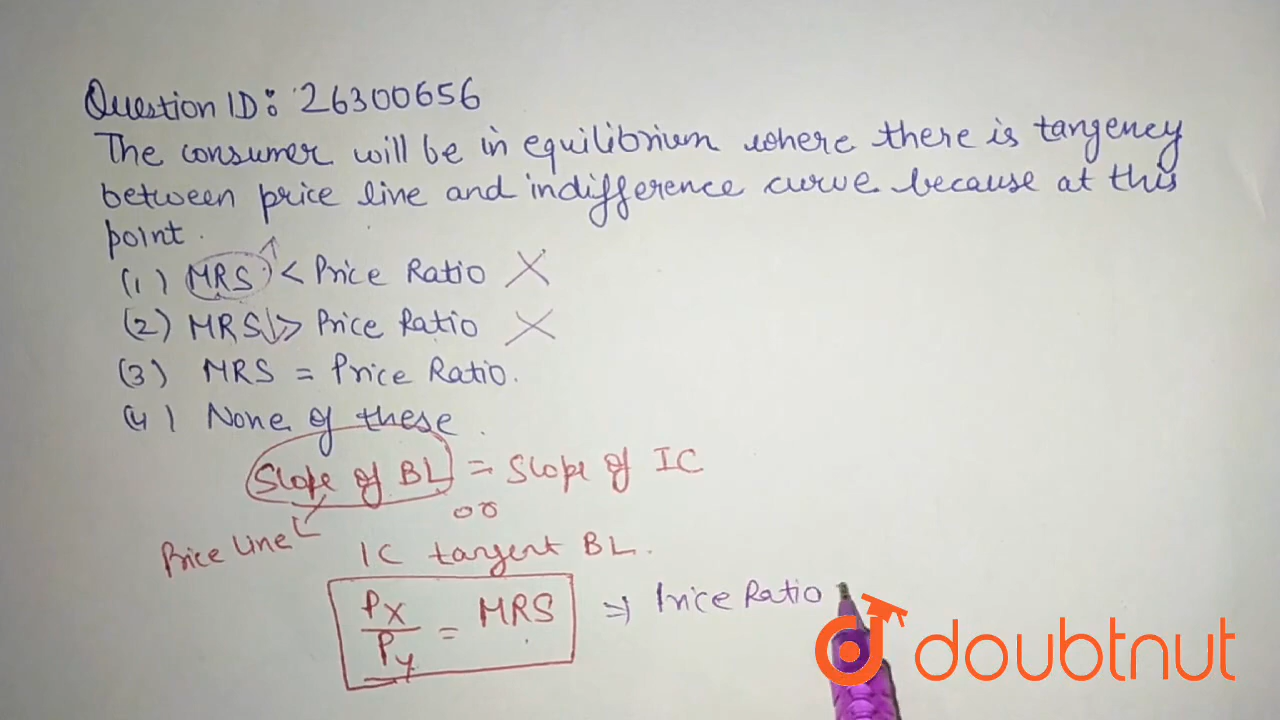 Question ID: 26300656
The consumer will be in equilibrium where there is tangency
between price line and indifference curve because at this
point.
(1) MRS < Price Ratio X
(2) MRS ↓> Price Ratio X
(3) MRS = Price Ratio.
(4) None of these.
Slope of BL = Slope of IC
or
Price Line
IC tangent BL.
Px/Py = MRS ⇒ Price Ratio
doubtnut